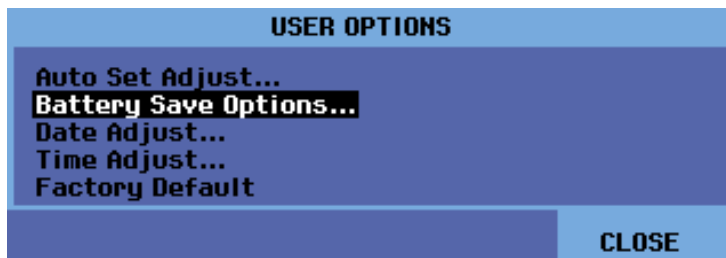 USER OPTIONS
Auto Set Adjust...
Battery Save Options...
Date Adjust...
Time Adjust...
Factory Default
CLOSE